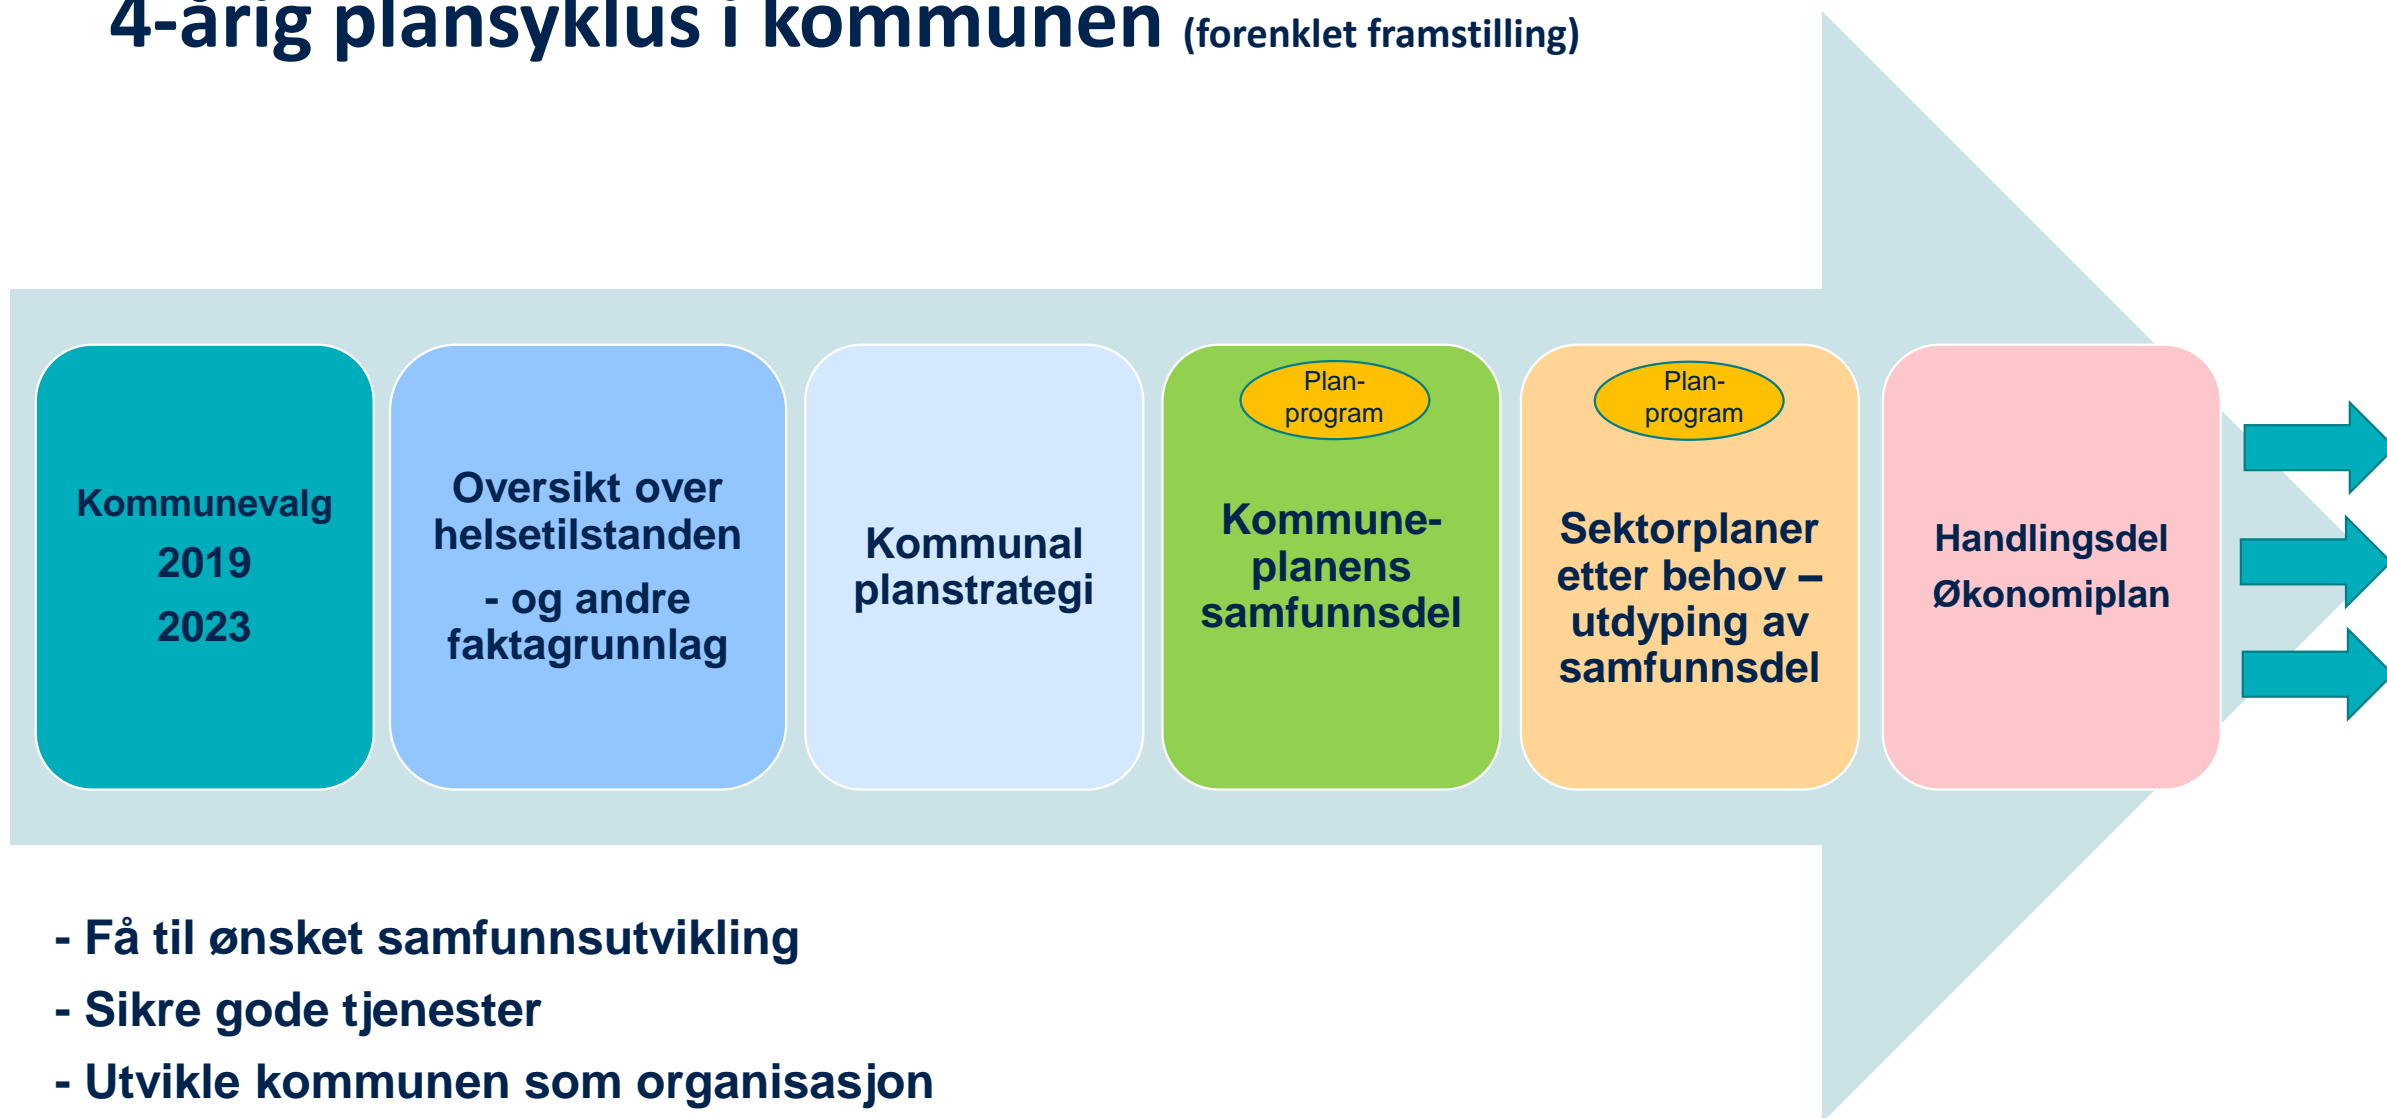 4-årig plansyklus i kommunen (forenklet framstilling)
Kommunevalg
2019
2023
Oversikt over
helsetilstanden
- og andre
faktagrunnlag
Kommunal
planstrategi
Plan-
program
Kommune-
planens
samfunnsdel
Plan-
program
Sektorplaner
etter behov –
utdyping av
samfunnsdel
Handlingsdel
Økonomiplan
- Få til ønsket samfunnsutvikling
- Sikre gode tjenester
- Utvikle kommunen som organisasjon